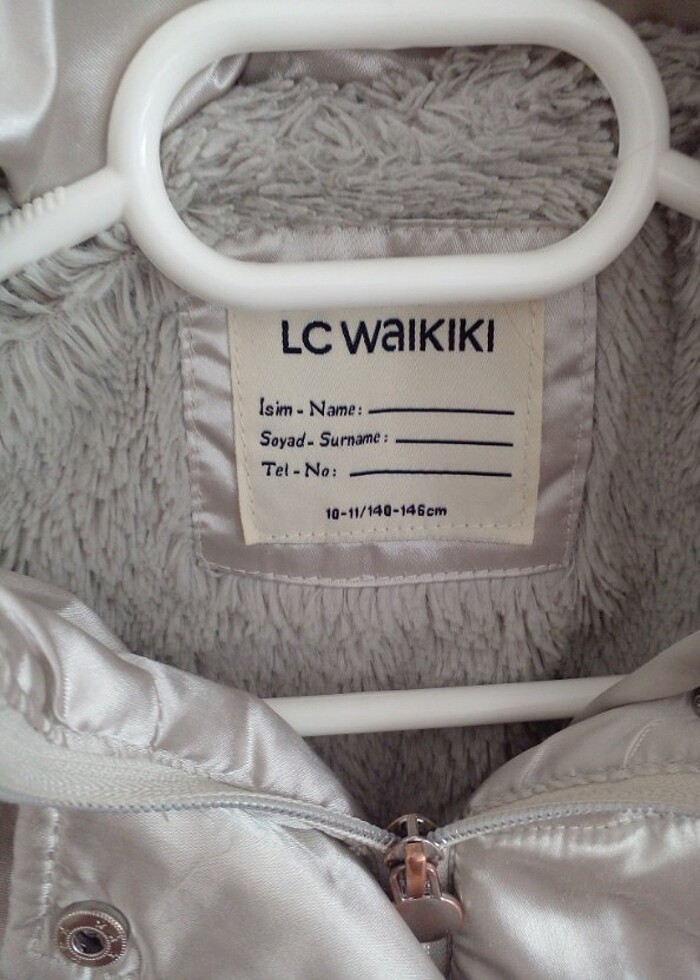 LC WAIKIKI
İsim - Name:
Soyad - Surname:
Tel - No:
10-11/140-146cm